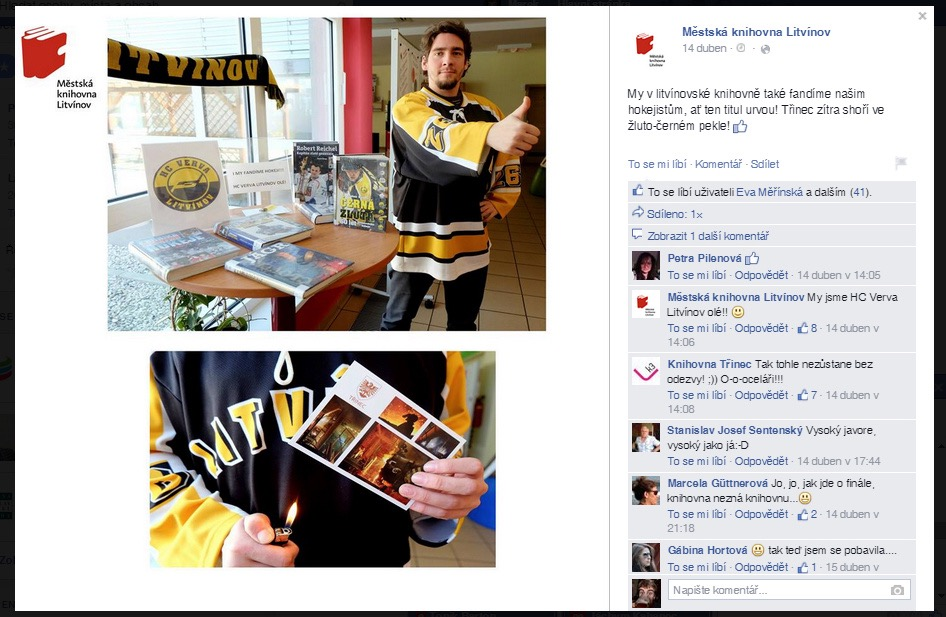 Městská
knihovna
Litvínov
LITVÍNOV
HC VERVA
LITVÍNOV
I MY FANDÍME HOKEJISTŮM
HC VERVA LITVÍNOV OLÉ!
Robert Reichel
ČERNÁ
ŽLUTÁ
LITV
Městská knihovna Litvínov
14 duben
My v litvínovské knihovně také fandíme našim
hokejistům, ať ten titul urvou! Třinec zítra shoří ve
žluto-černém pekle!
To se mi líbí · Komentář · Sdílet
To se líbí uživateli Eva Měřínská a dalším (41).
Sdíleno: 1x
Zobrazit 1 další komentář
Petra Pilenová
To se mi líbí · Odpovědět · 14 duben v 14:05
Městská knihovna Litvínov My jsme HC Verva
Litvínov olé!!
To se mi líbí · Odpovědět · 8 · 14 duben v
14:06
Knihovna Třinec Tak tohle nezůstane bez
odezvy! ;)) O-o-oceláři!!!
To se mi líbí · Odpovědět · 7 · 14 duben v
14:08
Stanislav Josef Sentenský Vysoký javore,
vysoký jako já:-D
To se mi líbí · Odpovědět · 14 duben v 17:44
Marcela Güttnerová Jo, jo, jak jde o finále,
knihovna nezná knihovnu...
To se mi líbí · Odpovědět · 2 · 14 duben v
21:18
Gábina Hortová tak teď jsem se pobavila....
To se mi líbí · Odpovědět · 1 · 15 duben v
Napište komentář...